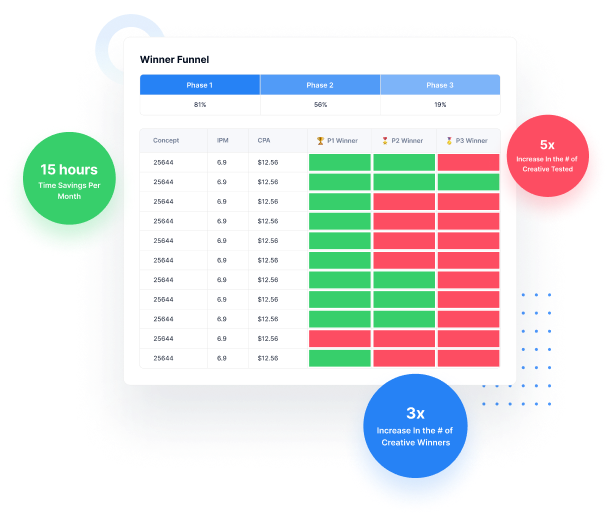 Winner Funnel
Phase 1 Phase 2 Phase 3
81% 56% 19%
Concept IPM CPA P1 Winner P2 Winner P3 Winner
25644 6.9 $12.56
25644 6.9 $12.56
25644 6.9 $12.56
25644 6.9 $12.56
25644 6.9 $12.56
25644 6.9 $12.56
25644 6.9 $12.56
25644 6.9 $12.56
25644 6.9 $12.56
25644 6.9 $12.56
25644 6.9 $12.56
15 hours
Time Savings Per
Month
5x
Increase In the # of
Creative Tested
3x
Increase In the # of
Creative Winners